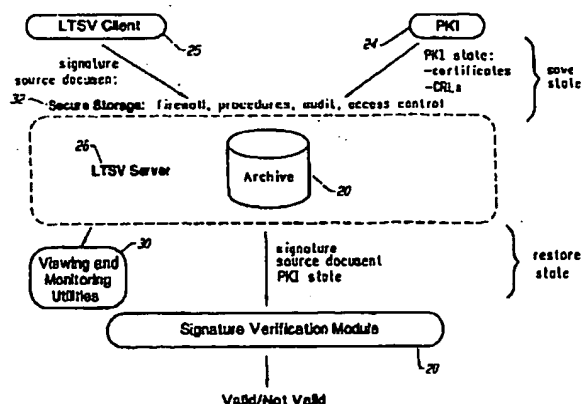 LTSV Client
25
PKI
24
signature
source document:
PKI state:
-certificates
-CRLs
save
state
32
Secure Storage: firewall, procedures, audit, access control
26
LTSV Server
Archive
20
30
Viewing and
Monitoring
Utilities
signature
source document
PKI state
restore
state
Signature Verification Module
20
Valid/Not Valid